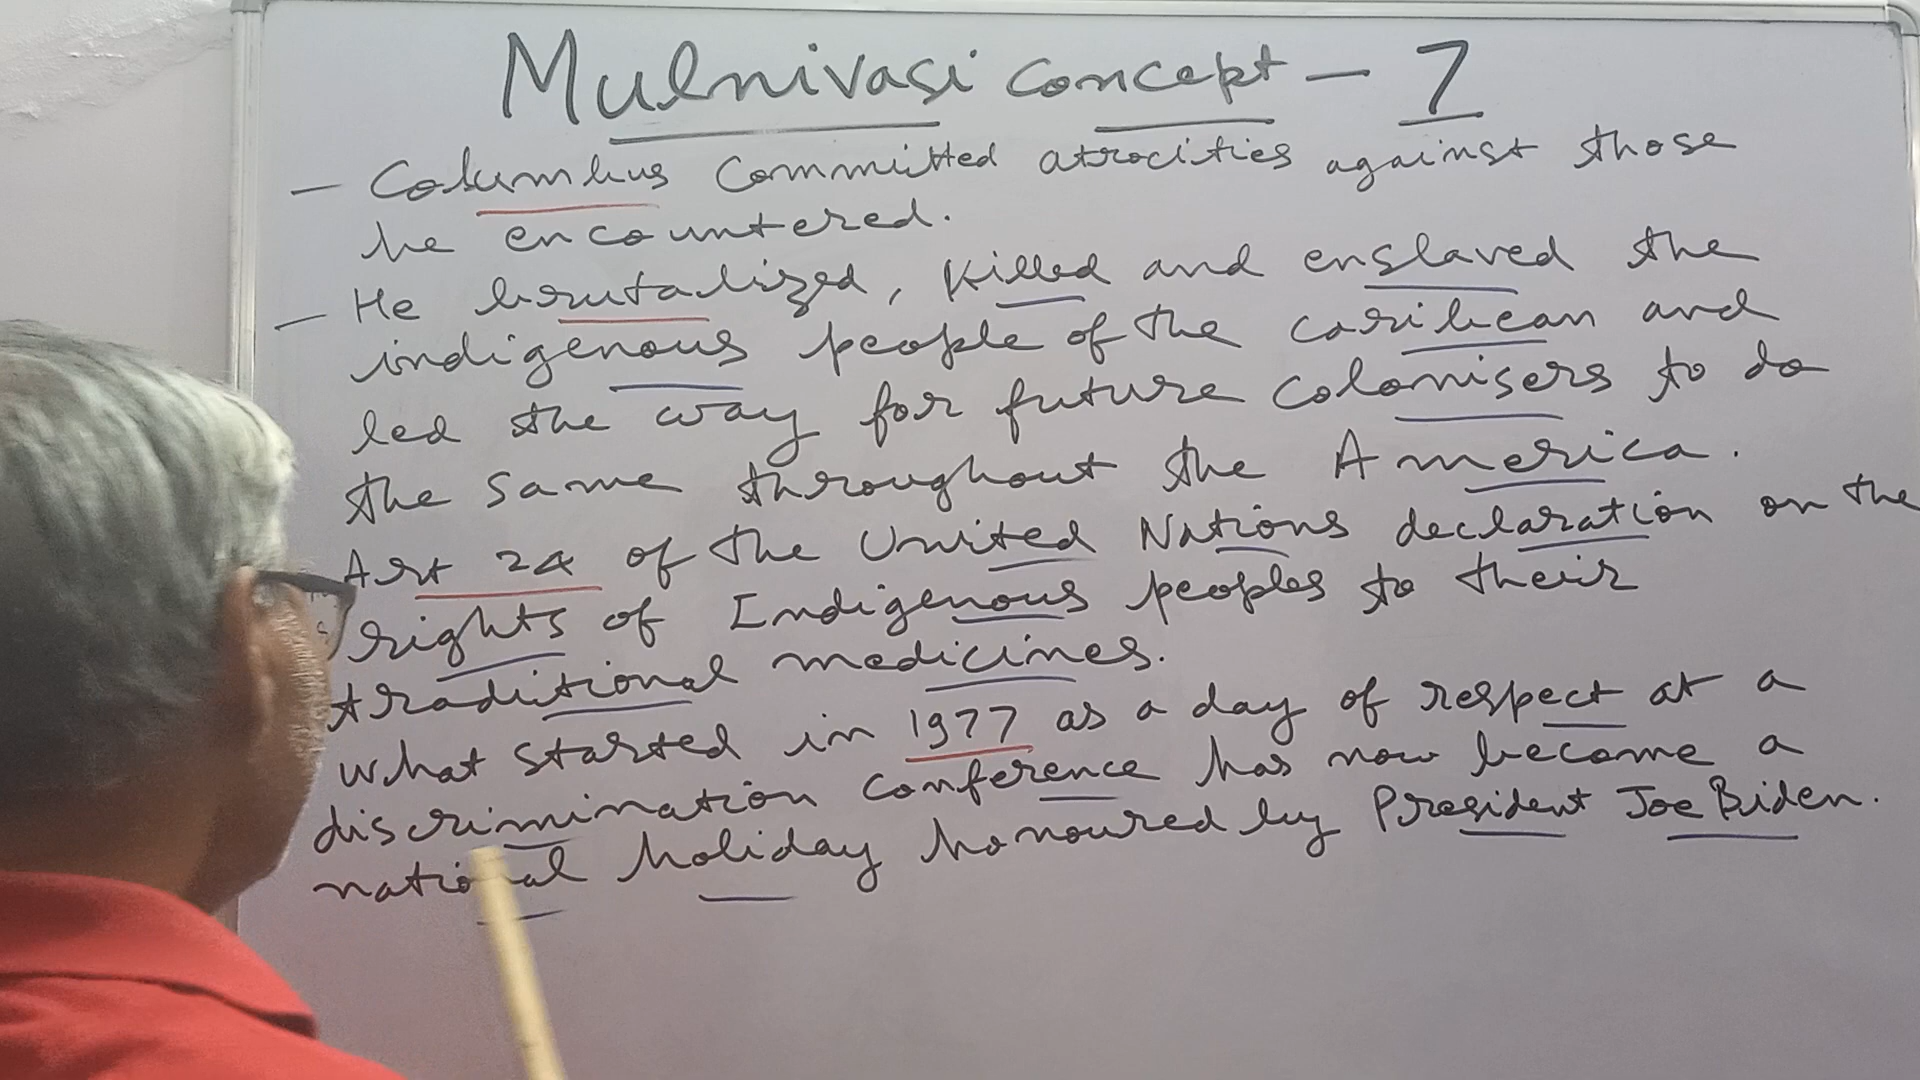 Mulnivasi concept - 7
- Columbus Committed atrocities against those
he encountered.
- He brutalized, killed and enslaved the
indigenous people of the Caribean and
led the way for future Colonisers to do
the same throughout the America.
Art 24 of the United Nations declaration on the
rights of Indigenous peoples to their
traditional medicines.
What started in 1977 as a day of respect at a
discrimination conference has now become a
national holiday honoured by President Joe Biden.